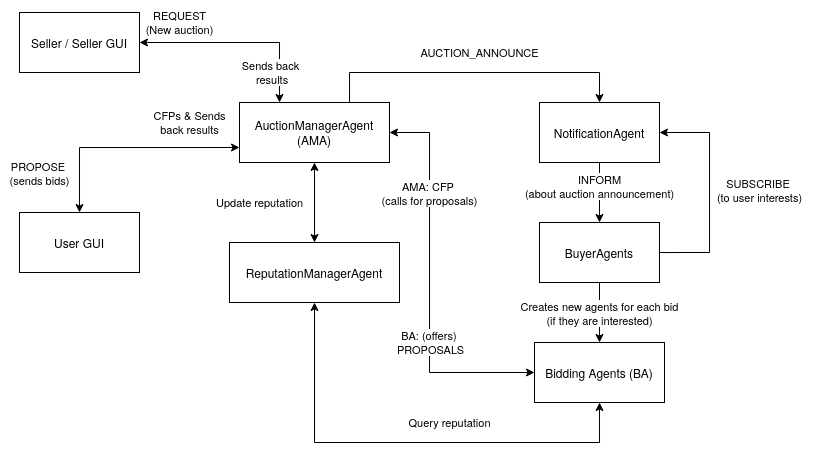 REQUEST
(New auction)
Seller / Seller GUI
AUCTION_ANNOUNCE
Sends back
results
CFPs & Sends
back results
AuctionManagerAgent
(AMA)
NotificationAgent
PROPOSE
(sends bids)
AMA: CFP
(calls for proposals)
INFORM
(about auction announcement)
SUBSCRIBE
(to user interests)
Update reputation
User GUI
BuyerAgents
ReputationManagerAgent
Creates new agents for each bid
(if they are interested)
BA: (offers)
PROPOSALS
Bidding Agents (BA)
Query reputation